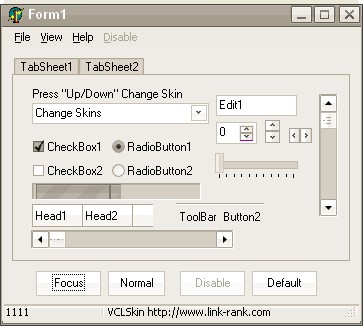 Form1
File View Help Disable
TabSheet1 TabSheet2
Press "Up/Down" Change Skin
Change Skins
Edit1
0
CheckBox1 RadioButton1
CheckBox2 RadioButton2
Head1 Head2
ToolBar Button2
Focus Normal Disable Default
1111 VCLSkin http://www.link-rank.com